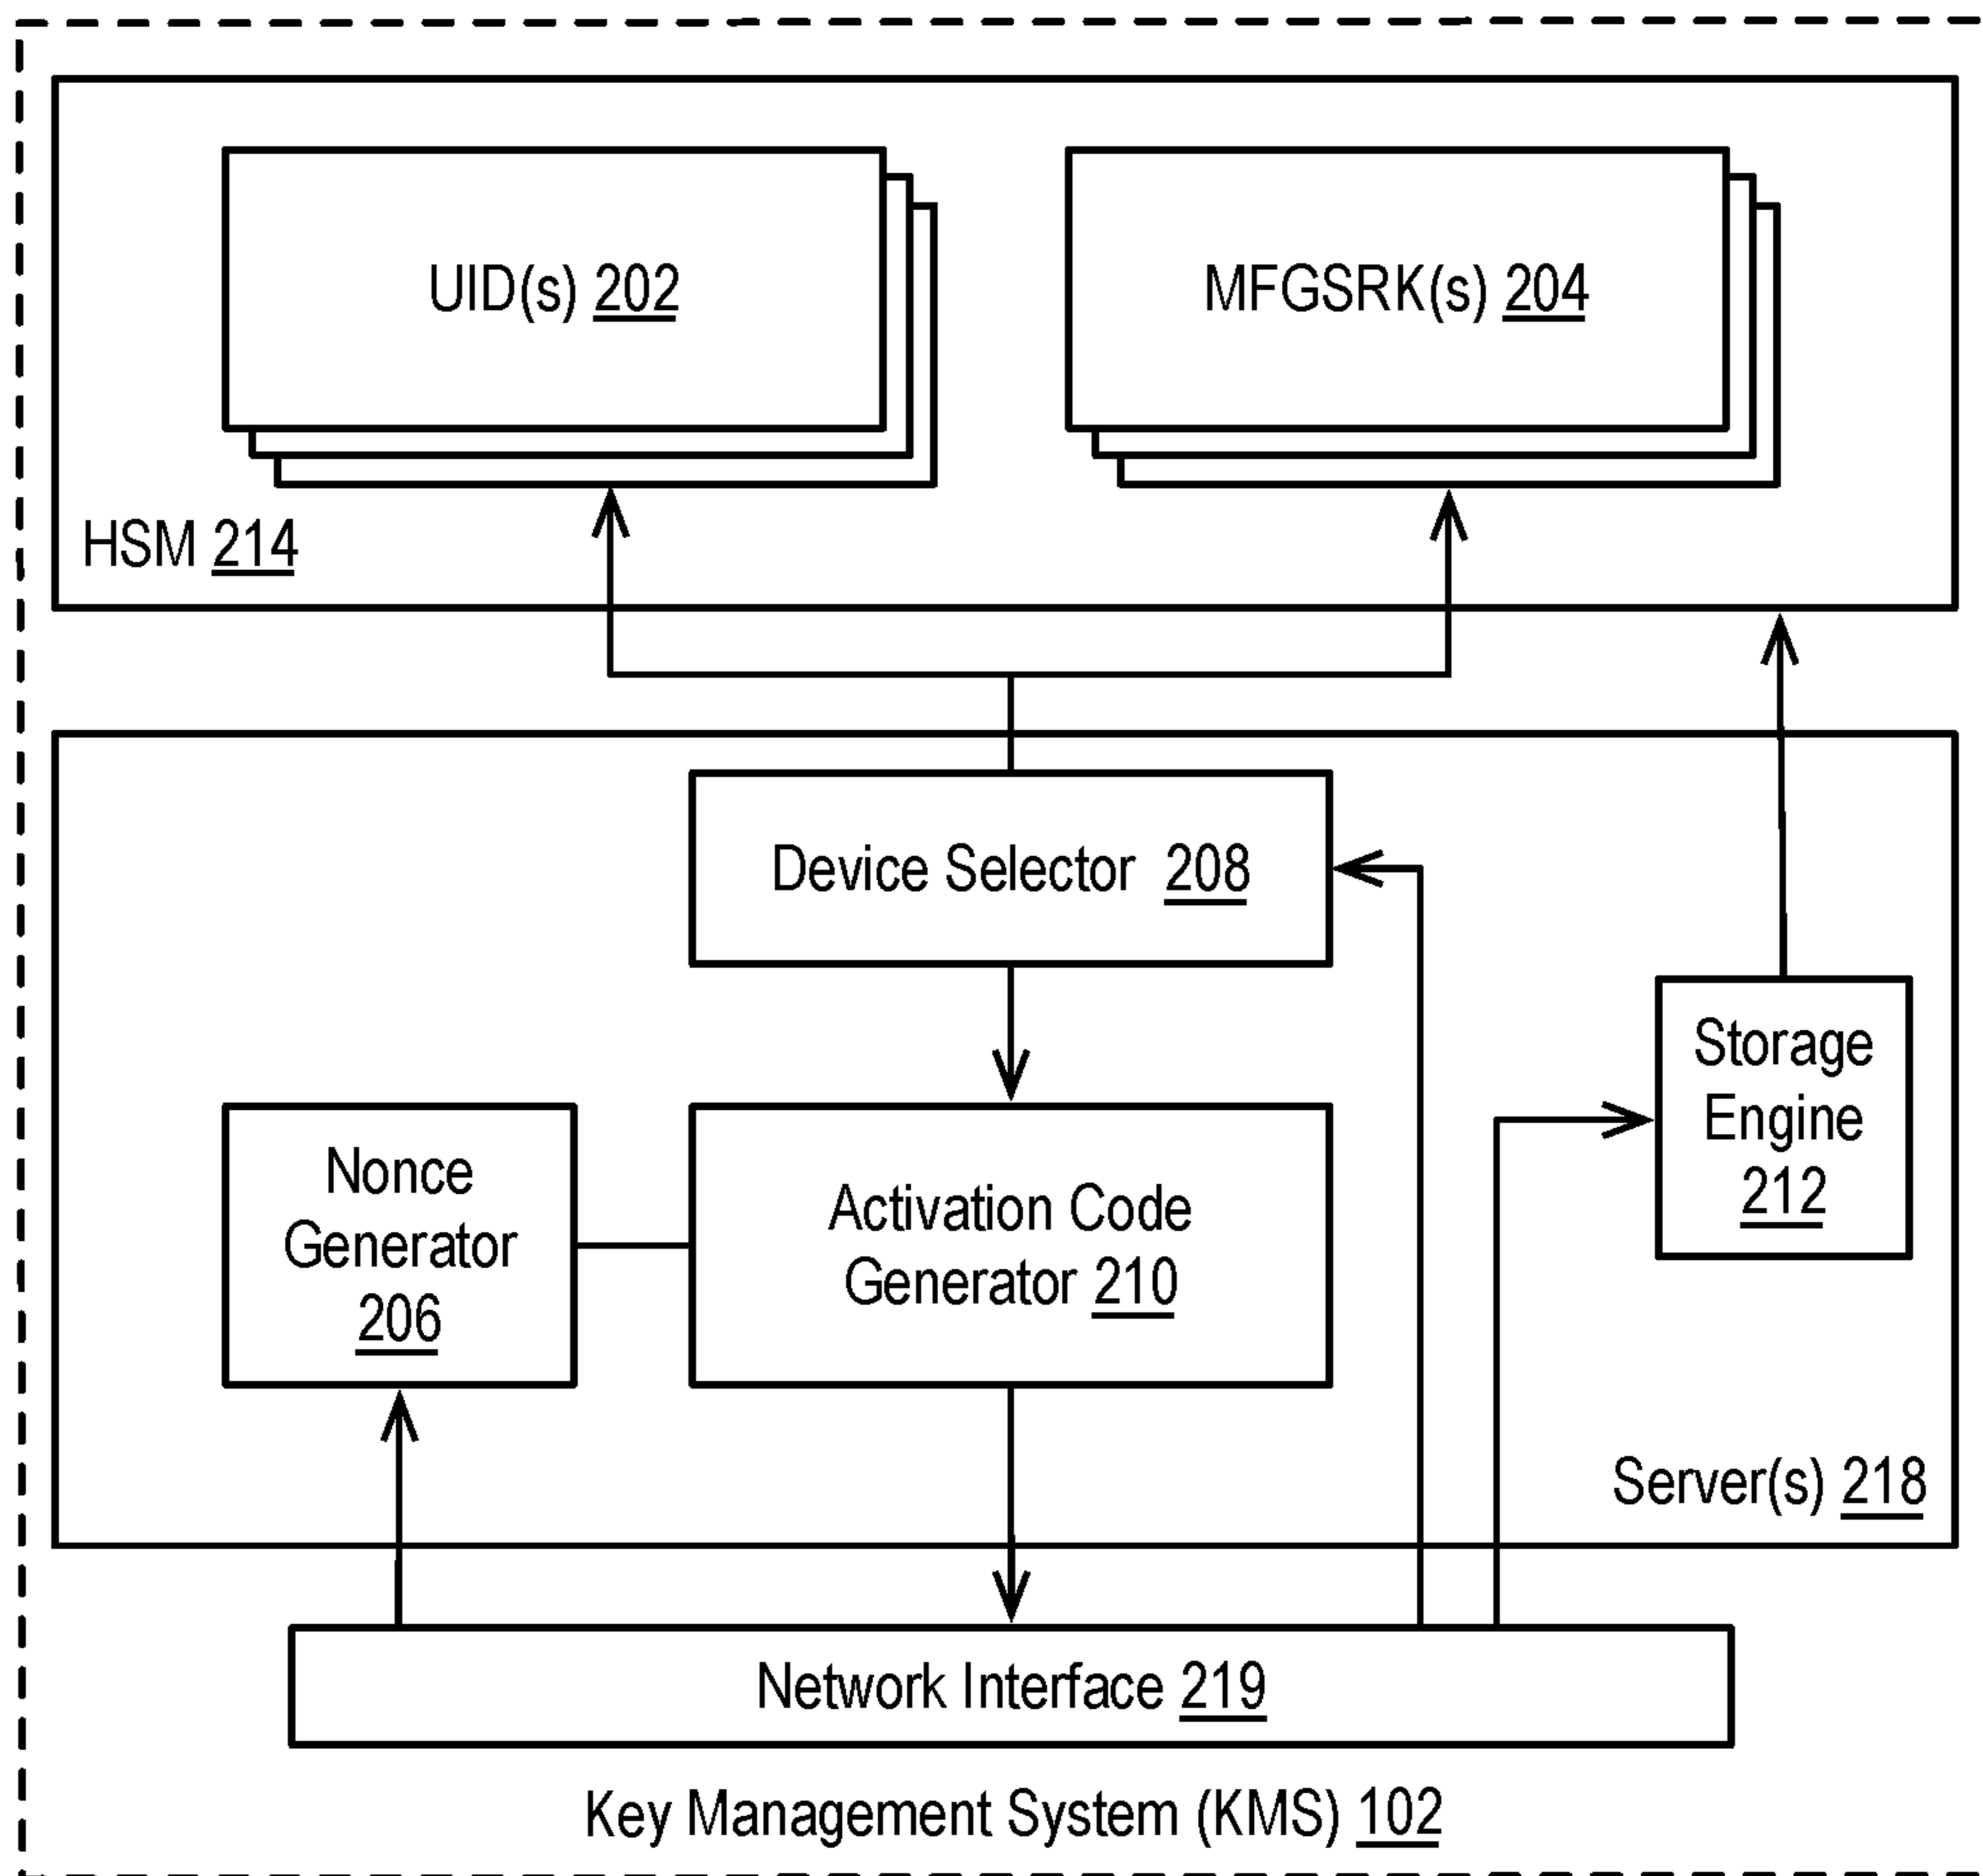 UID(s) 202
MFGSRK(s) 204
HSM 214
Device Selector 208
Storage
Engine
212
Nonce
Generator
206
Activation Code
Generator 210
Server(s) 218
Network Interface 219
Key Management System (KMS) 102